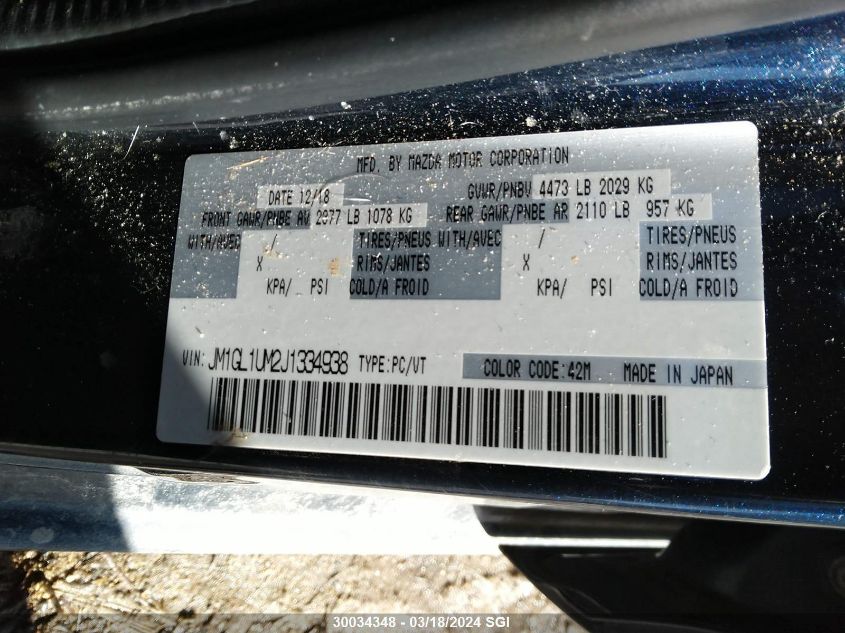 MFD. BY MAZDA MOTOR CORPORATION
DATE 12/18 GVWR/PNBV 4473 LB 2029 KG
FRONT GAWR/PNBE AV 2377 LB 1078 KG REAR GAWR/PNBE AR 2110 LB 957 KG
WITH/AVEC / TIRES/PNEUS WITH/AVEC / TIRES/PNEUS
X RIMS/JANTES X RIMS/JANTES
KPA/ PSI COLD/A FROID KPA/ PSI COLD/A FROID
VIN: JM1GL1UM2J1334938 TYPE:PC/VT COLOR CODE:42M MADE IN JAPAN
30034348 - 03/18/2024 SGI